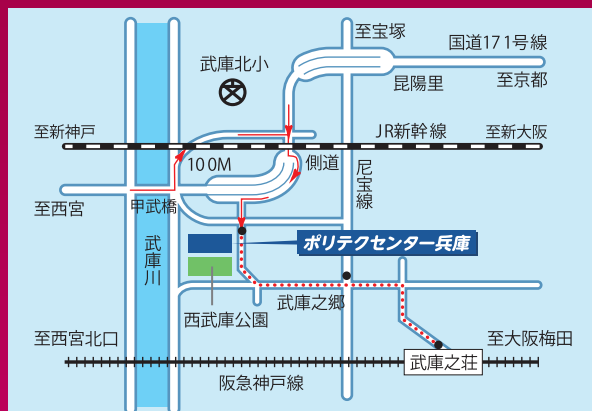 至宝塚
国道171号線
武庫北小
昆陽里
至京都
至新神戸
JR新幹線
至新大阪
100M
側道
尼宝線
甲武橋
至西宮
武庫川
ポリテクセンター兵庫
武庫之郷
西武庫公園
至西宮北口
至大阪梅田
武庫之荘
阪急神戸線